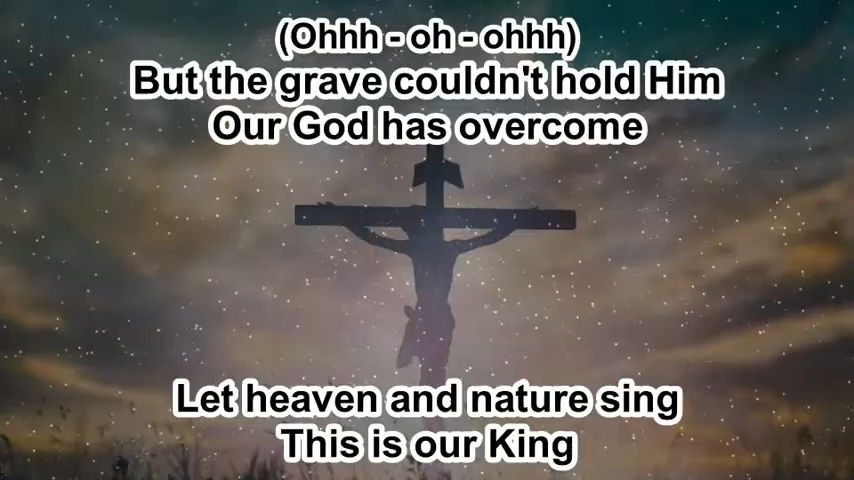 (Ohhh - oh - ohhh)
But the grave couldn't hold Him
Our God has overcome
Let heaven and nature sing
This is our King